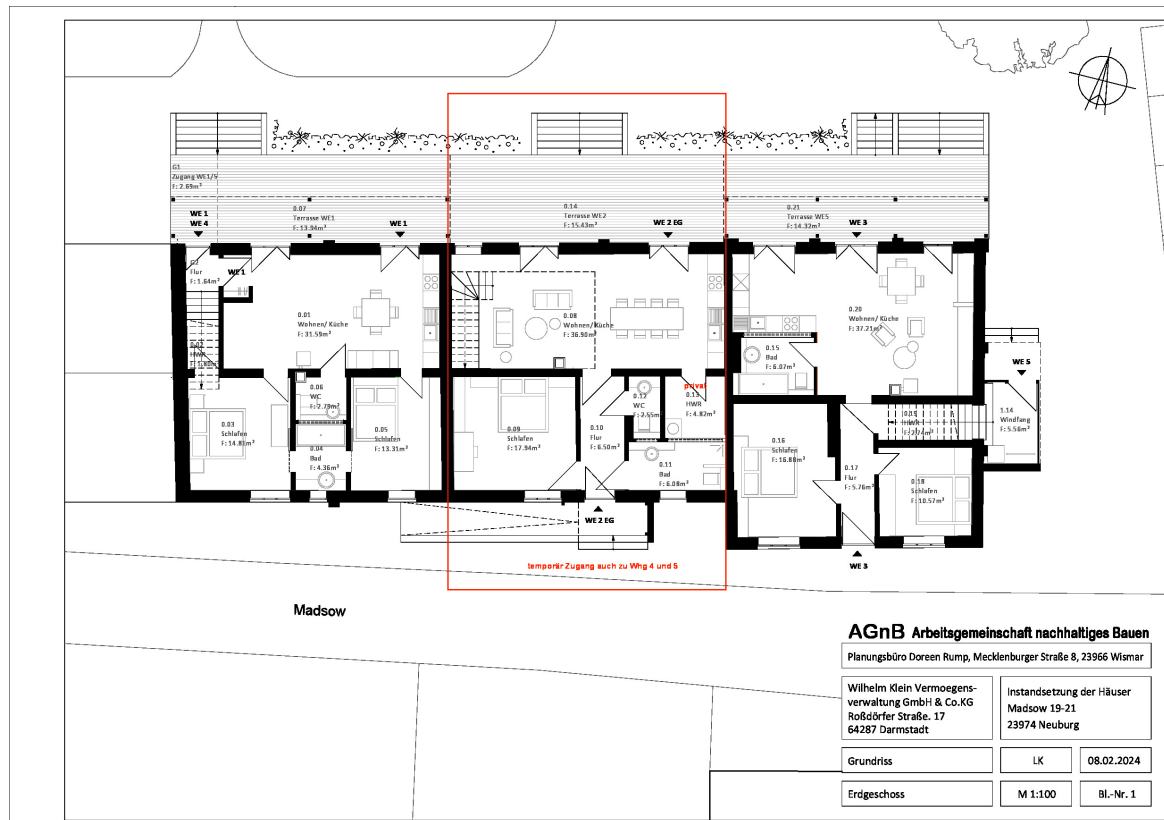 G1
Zugang WE1/5
F: 2.69m²
0.07
Terrasse WE1
F: 13.94m²
0.14
Terrasse WE2
F: 15.43m²
0.21
Terrasse WE5
F: 14.32m²
WE 1
WE 4
WE 1
WE 2 EG
WE 3
G2
Flur
F: 1.64m²
WE 1
0.01
Wohnen/ Küche
F: 31.59m²
0.08
Wohnen/ Küche
F: 36.90m²
0.20
Wohnen/ Küche
F: 37.21m²
0.02
HWR
0.15
Bad
F: 6.07m²
WE 5
0.06
WC
F: 2.79m²
privat
0.12
WC
F: 2.55m²
0.13
HWR
F: 4.82m²
1.14
Windfang
F: 5.56m²
0.03
Schlafen
F: 14.81m²
0.05
Schlafen
F: 13.31m²
0.04
Bad
F: 4.36m²
0.09
Schlafen
F: 17.94m²
0.10
Flur
F: 6.50m²
0.11
Bad
F: 6.08m²
HWR
0.16
Schlafen
F: 16.88m²
0.17
Flur
F: 5.76m²
0.18
Schlafen
F: 10.57m²
WE 2 EG
WE 3
temporär Zugang auch zu Whg 4 und 5
Madsow
AGnB Arbeitsgemeinschaft nachhaltiges Bauen
Planungsbüro Doreen Rump, Mecklenburger Straße 8, 23966 Wismar
Wilhelm Klein Vermoegens-
verwaltung GmbH & Co.KG
Roßdörfer Straße. 17
64287 Darmstadt
Instandsetzung der Häuser
Madsow 19-21
23974 Neuburg
Grundriss
LK
08.02.2024
Erdgeschoss
M 1:100
Bl.-Nr. 1